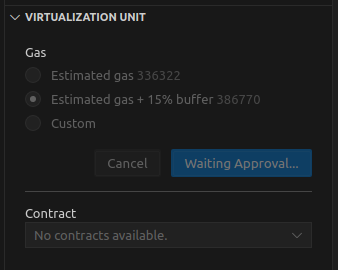 VIRTUALIZATION UNIT
Gas
Estimated gas 336322
Estimated gas + 15% buffer 386770
Custom
Cancel
Waiting Approval...
Contract
No contracts available.